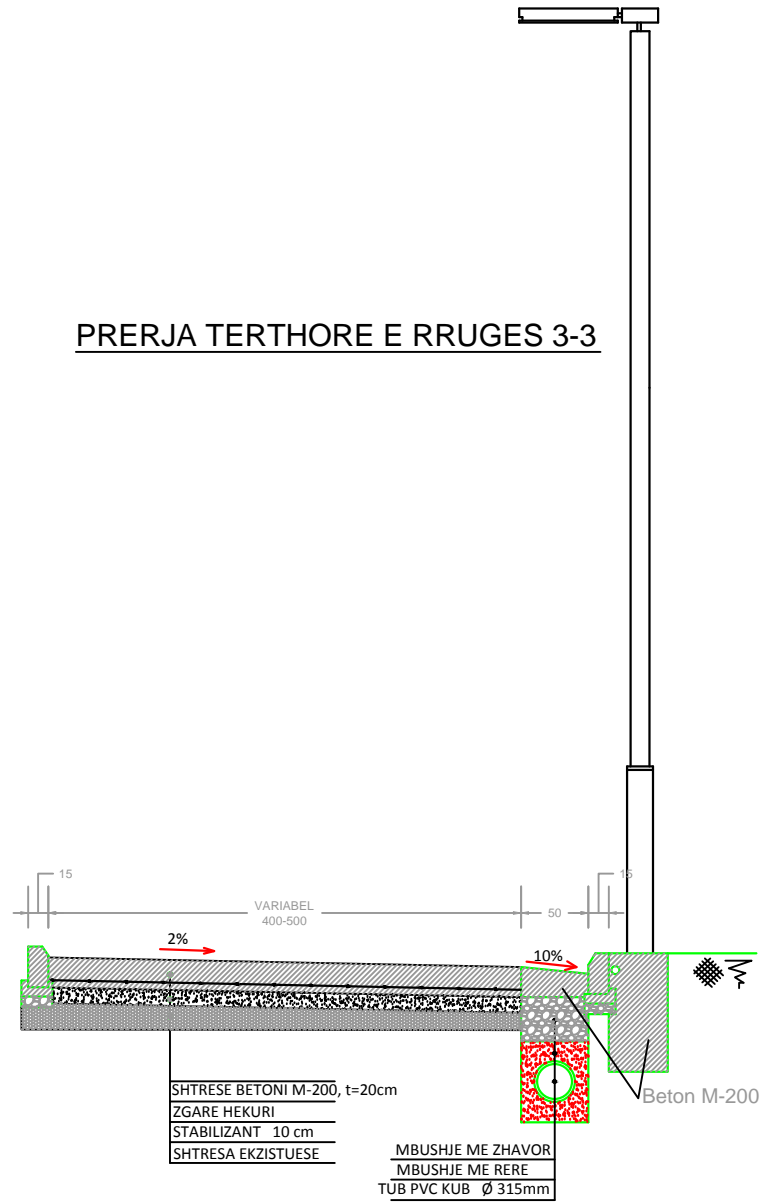 PRERJA TERTHORE E RRUGES 3-3
15
VARIABEL
400-500
50
15
2%
10%
SHTRESE BETONI M-200, t=20cm
ZGARE HEKURI
STABILIZANT 10 cm
SHTRESA EKZISTUESE
Beton M-200
MBUSHJE ME ZHAVOR
MBUSHJE ME RERE
TUB PVC KUB Ø 315mm